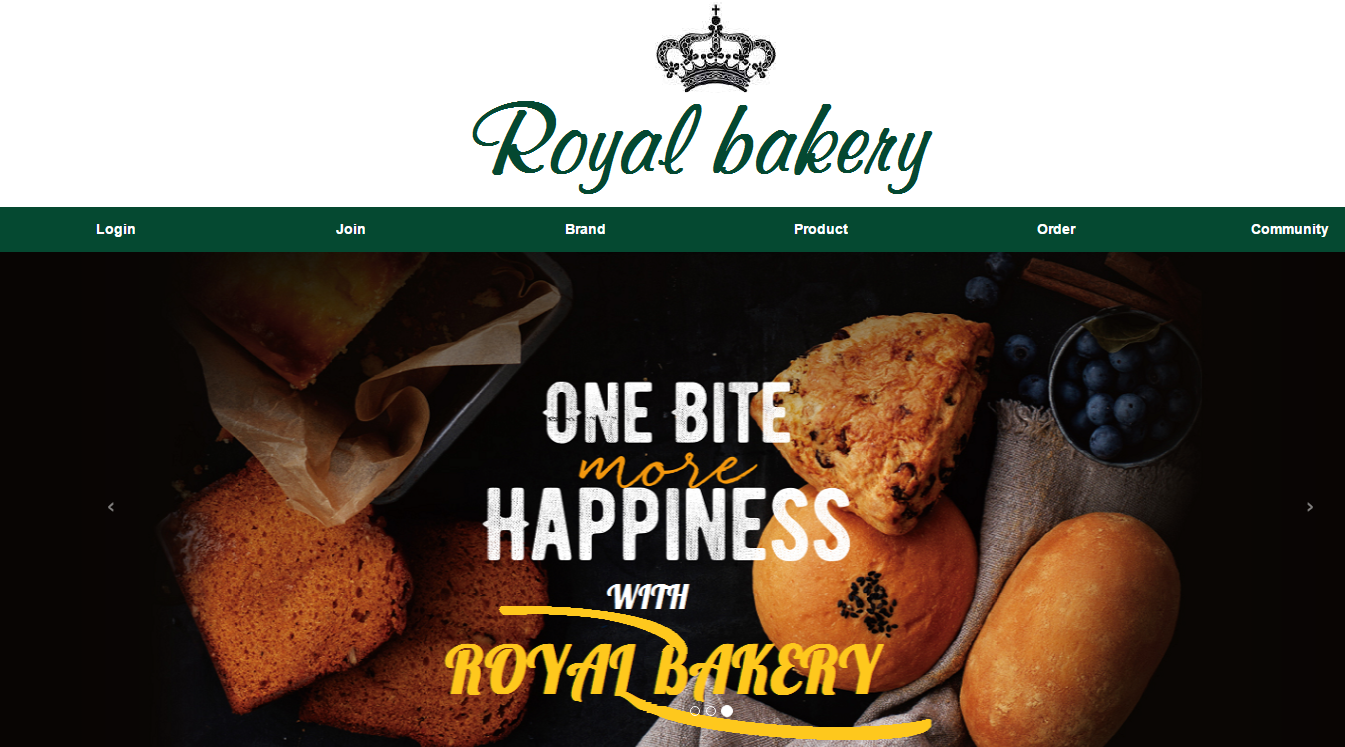 Royal bakery
Login Join Brand Product Order Community
ONE BITE
more
HAPPINESS
WITH
ROYAL BAKERY